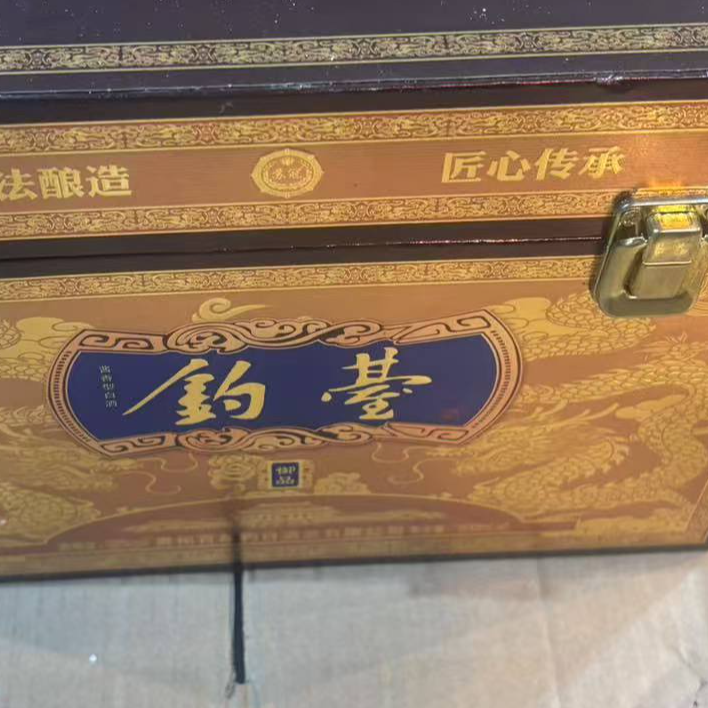 法酿造
匠心传承
釣臺
酱香型白酒
御品